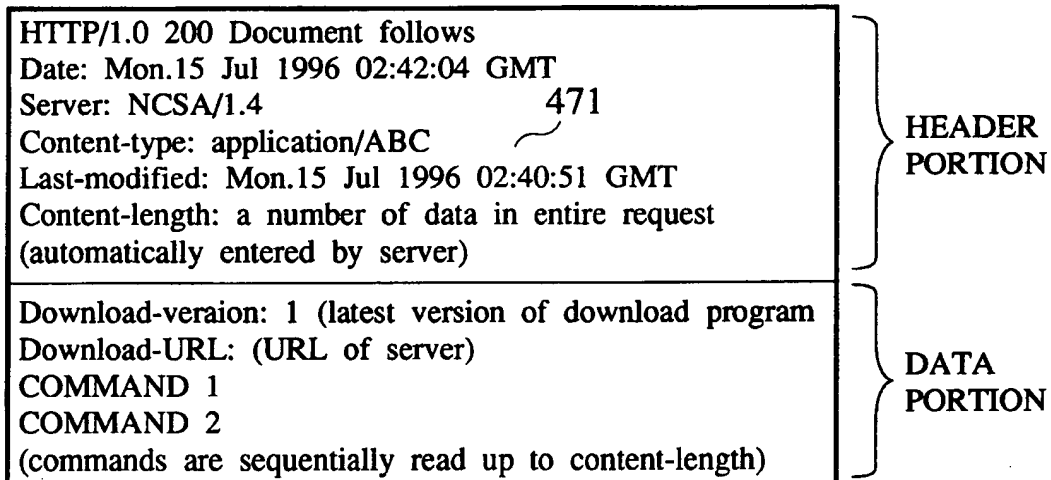 HTTP/1.0 200 Document follows
Date: Mon.15 Jul 1996 02:42:04 GMT
Server: NCSA/1.4
471
Content-type: application/ABC
Last-modified: Mon.15 Jul 1996 02:40:51 GMT
Content-length: a number of data in entire request
(automatically entered by server)
HEADER
PORTION
Download-veraion: 1 (latest version of download program
Download-URL: (URL of server)
COMMAND 1
COMMAND 2
(commands are sequentially read up to content-length)
DATA
PORTION